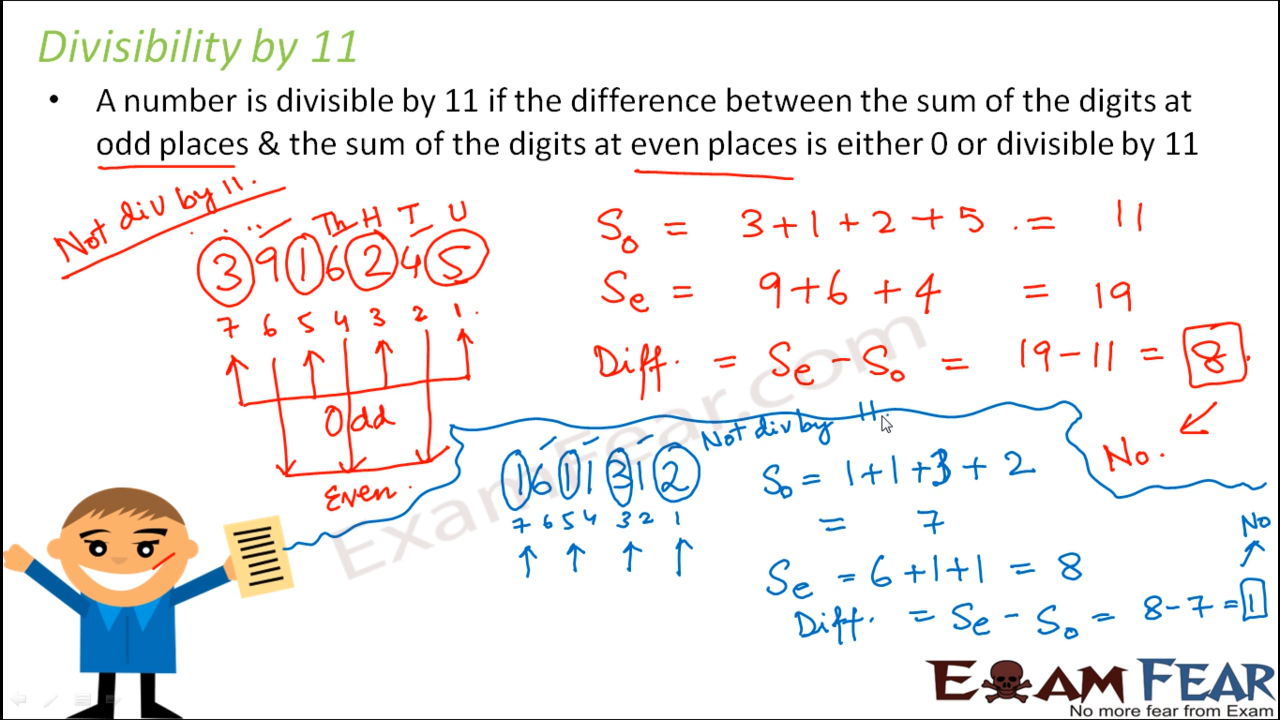 Divisibility by 11
• A number is divisible by 11 if the difference between the sum of the digits at
odd places & the sum of the digits at even places is either 0 or divisible by 11
Not div by 11.
Th H T U
3 9 1 6 2 4 5
7 6 5 4 3 2 1.
Odd
Even.
So = 3+1+2+5 = 11
Se = 9+6+4 = 19
Diff. = Se - So = 19-11 = 8.
No.
Not div by 11.
1 6 1 1 3 1 2
7 6 5 4 3 2 1
So = 1+1+3+2
= 7
Se = 6+1+1 = 8
Diff. = Se - So = 8-7 = 1
No
ExamFear.com
EXAM FEAR
No more fear from Exam